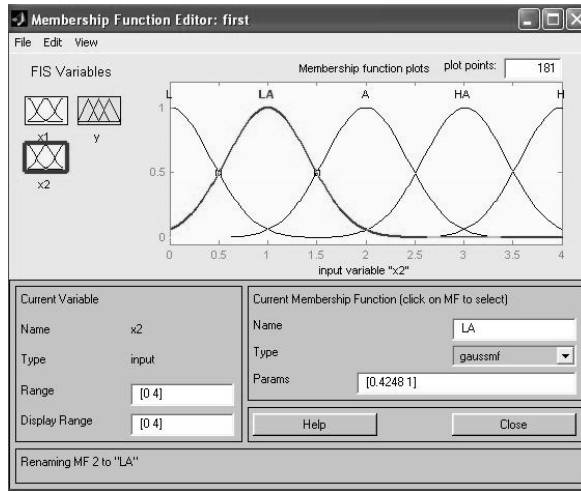 Membership Function Editor: first
File Edit View
FIS Variables
Membership function plots plot points: 181
x1
y
x2
L LA A HA H
1
0.5
0
0 0.5 1 1.5 2 2.5 3 3.5 4
input variable "x2"
Current Variable
Name x2
Type input
Range [0 4]
Display Range [0 4]
Current Membership Function (click on MF to select)
Name LA
Type gaussmf
Params [0.4248 1]
Help Close
Renaming MF 2 to "LA"